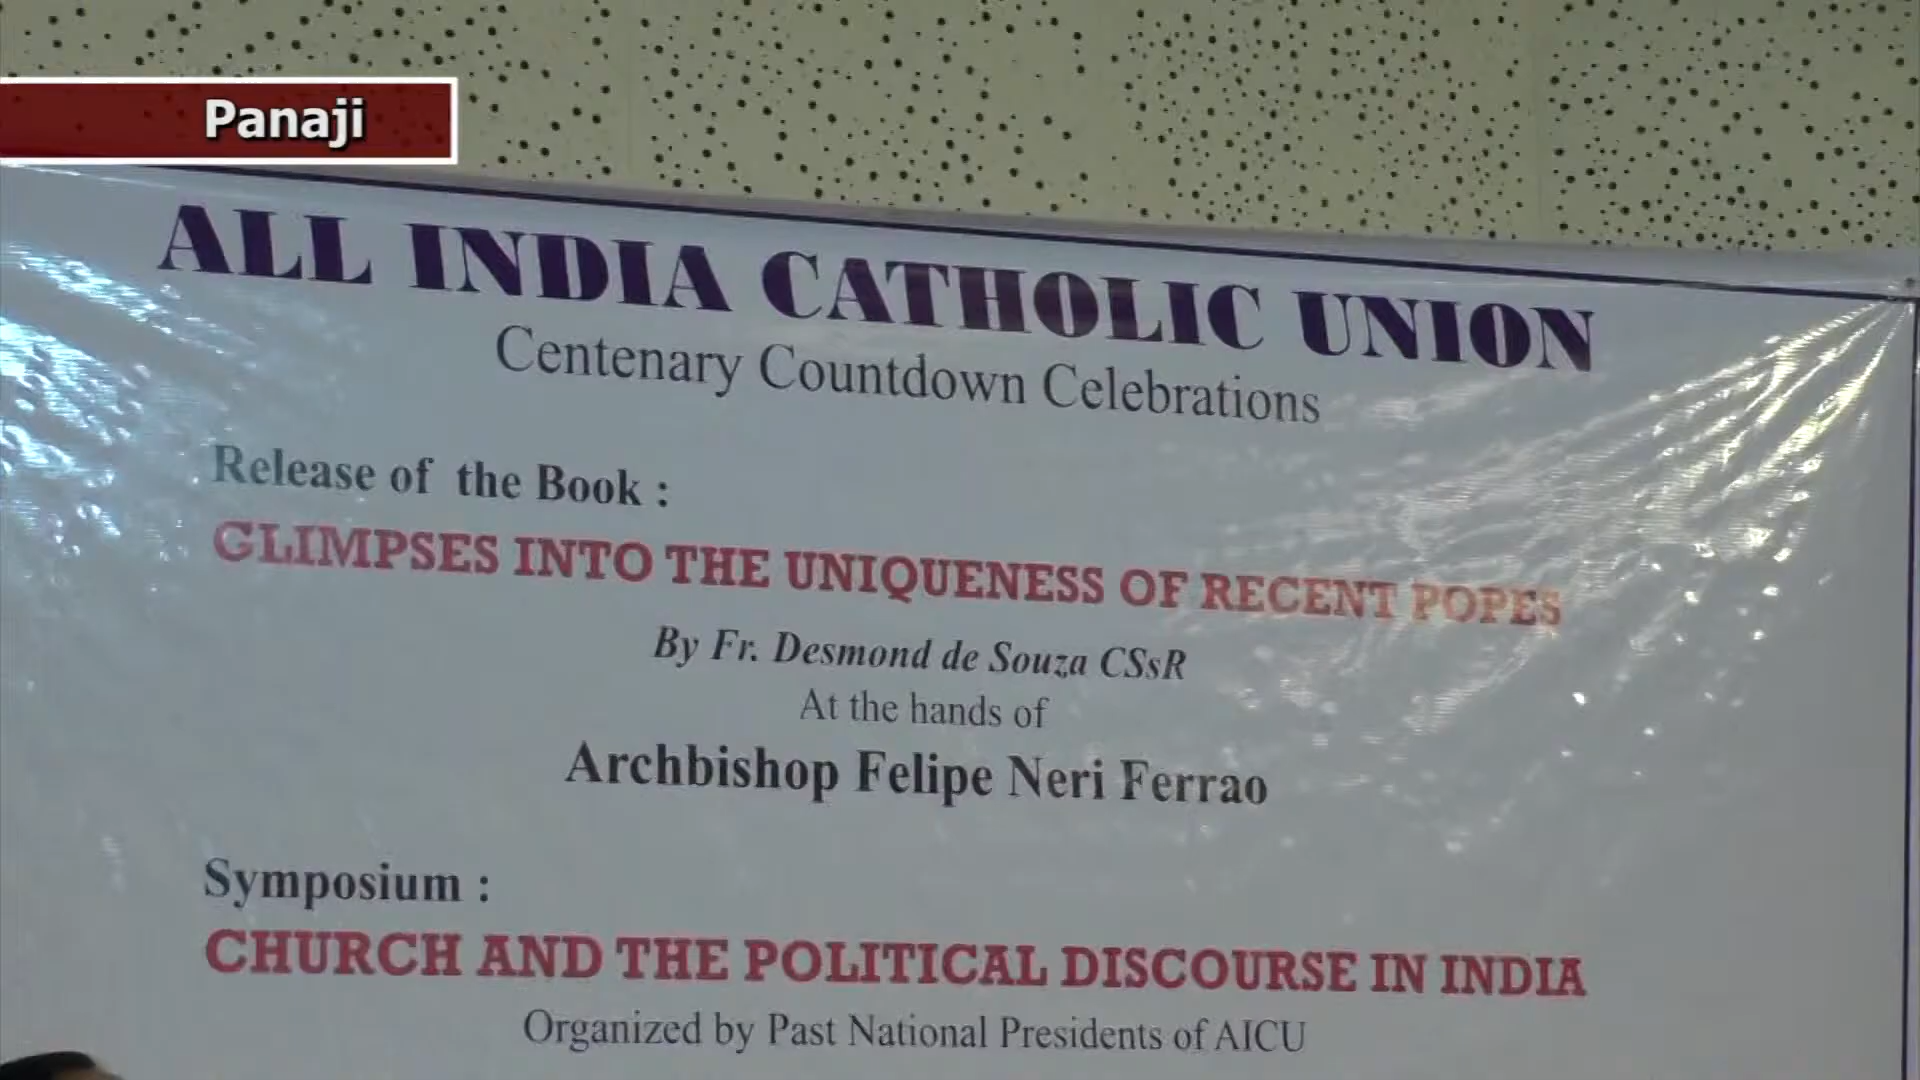 Panaji
ALL INDIA CATHOLIC UNION
Centenary Countdown Celebrations
Release of the Book :
GLIMPSES INTO THE UNIQUENESS OF RECENT POPES
By Fr. Desmond de Souza CSsR
At the hands of
Archbishop Felipe Neri Ferrao
Symposium :
CHURCH AND THE POLITICAL DISCOURSE IN INDIA
Organized by Past National Presidents of AICU